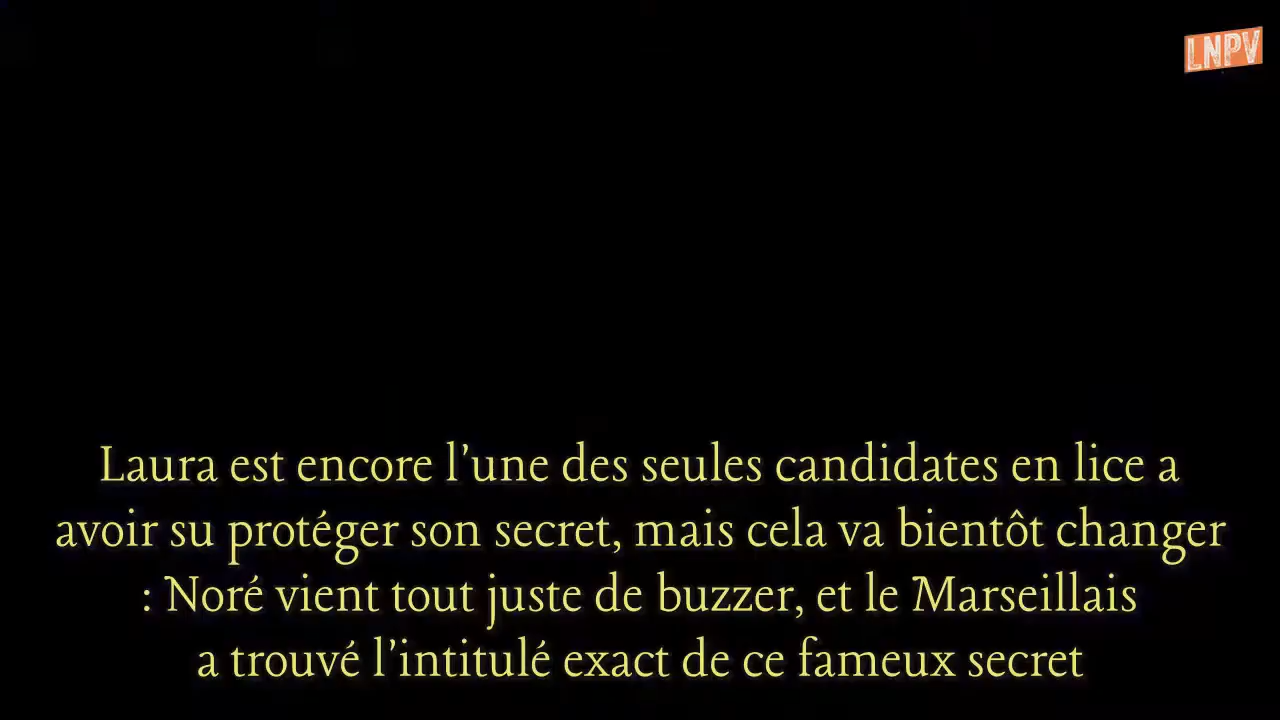 LNPV
Laura est encore l'une des seules candidates en lice a
avoir su protéger son secret, mais cela va bientôt changer
: Noré vient tout juste de buzzer, et le Marseillais
a trouvé l'intitulé exact de ce fameux secret